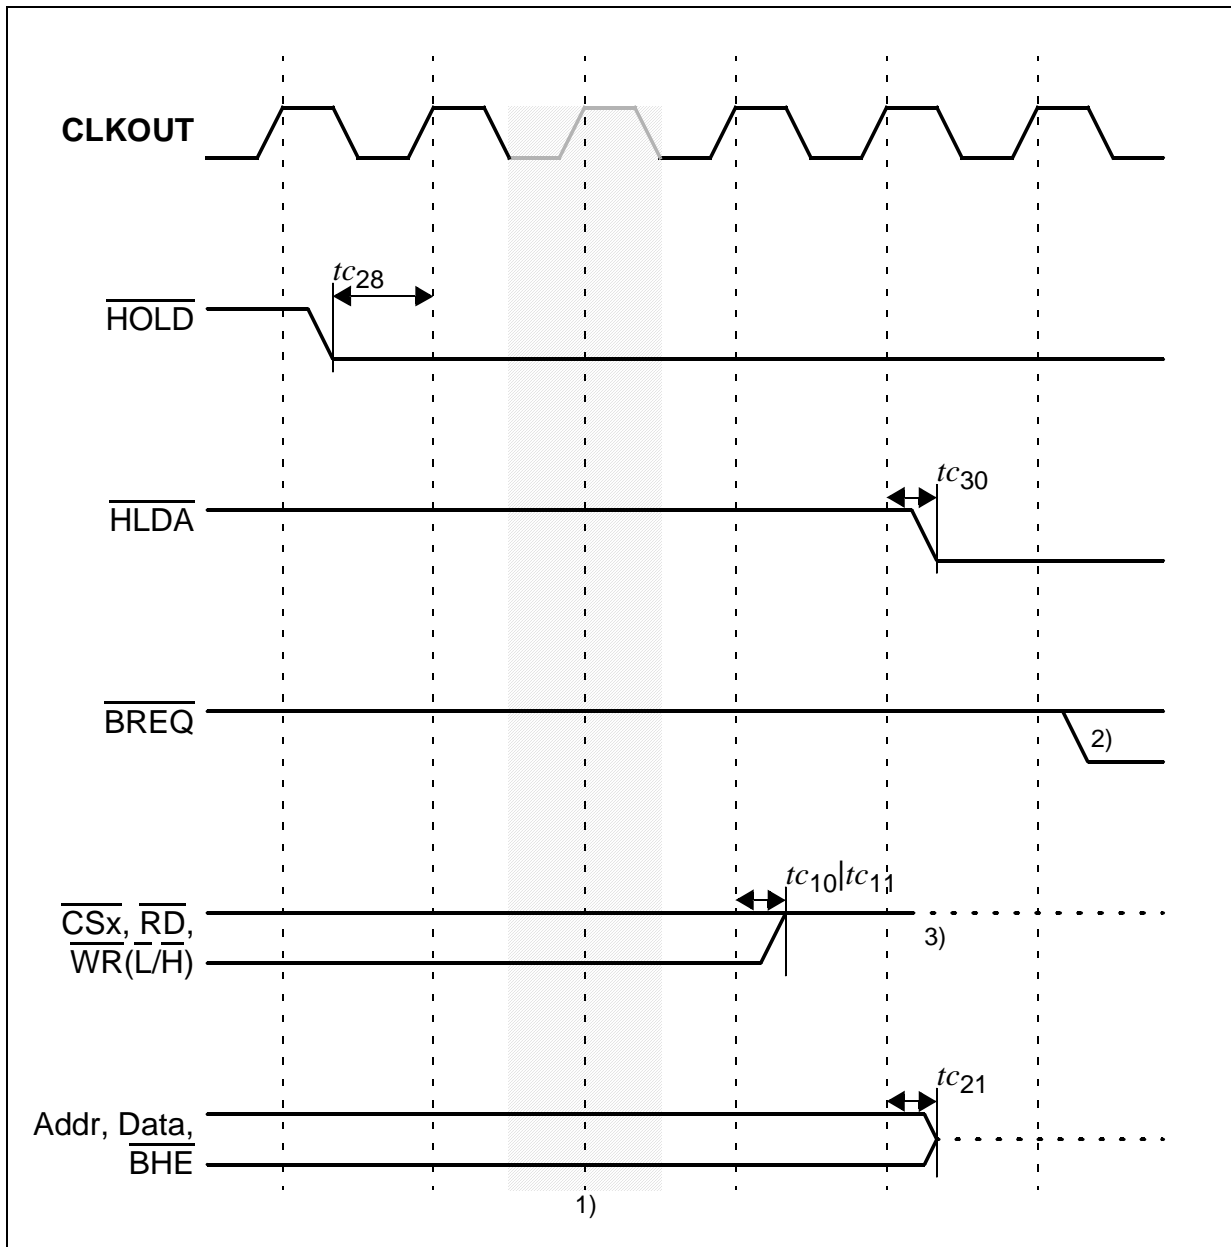 CLKOUT
tc28
HOLD
tc30
HLDA
BREQ
2)
tc10|tc11
CSx, RD,
WR(L/H)
3)
tc21
Addr, Data,
BHE
1)